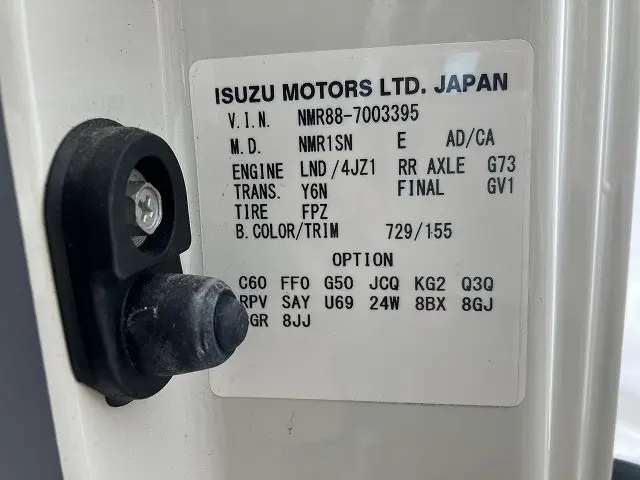 ISUZU MOTORS LTD. JAPAN
V.I.N. NMR88-7003395
M.D. NMR1SN E AD/CA
ENGINE LND/4JZ1 RR AXLE G73
TRANS. Y6N FINAL GV1
TIRE FPZ
B.COLOR/TRIM 729/155
OPTION
C60 FF0 G50 JCQ KG2 Q3Q
RPV SAY U69 24W 8BX 8GJ
8JJ